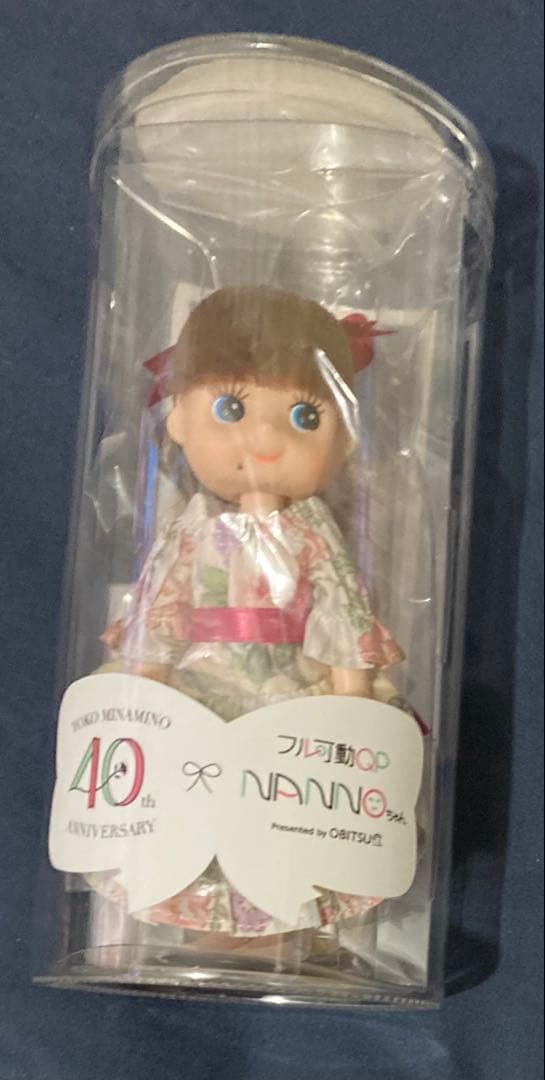 YOKO MINAMINO
40th
ANNIVERSARY
フル可動QP
NANNOちゃん
Presented by OBITSU